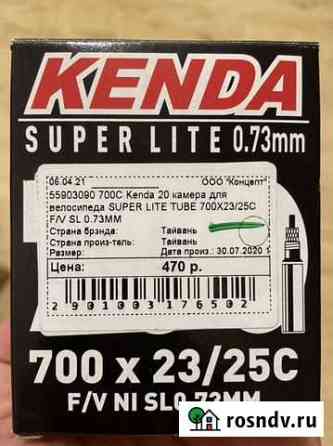 KENDA
SUPER LITE 0.73mm
06.04.21 ООО "Концепт"
55903090 700C Kenda 20 камера для
велосипеда SUPER LITE TUBE 700X23/25C
F/V SL 0.73MM
Страна брэнда: Тайвань
Страна произ-тель: Тайвань
Размер: Дата произ.: 30.07.2020
Цена: 470 р.
2901003176502
700 x 23/25C
F/V NI SL0.73MM
rosndv.ru